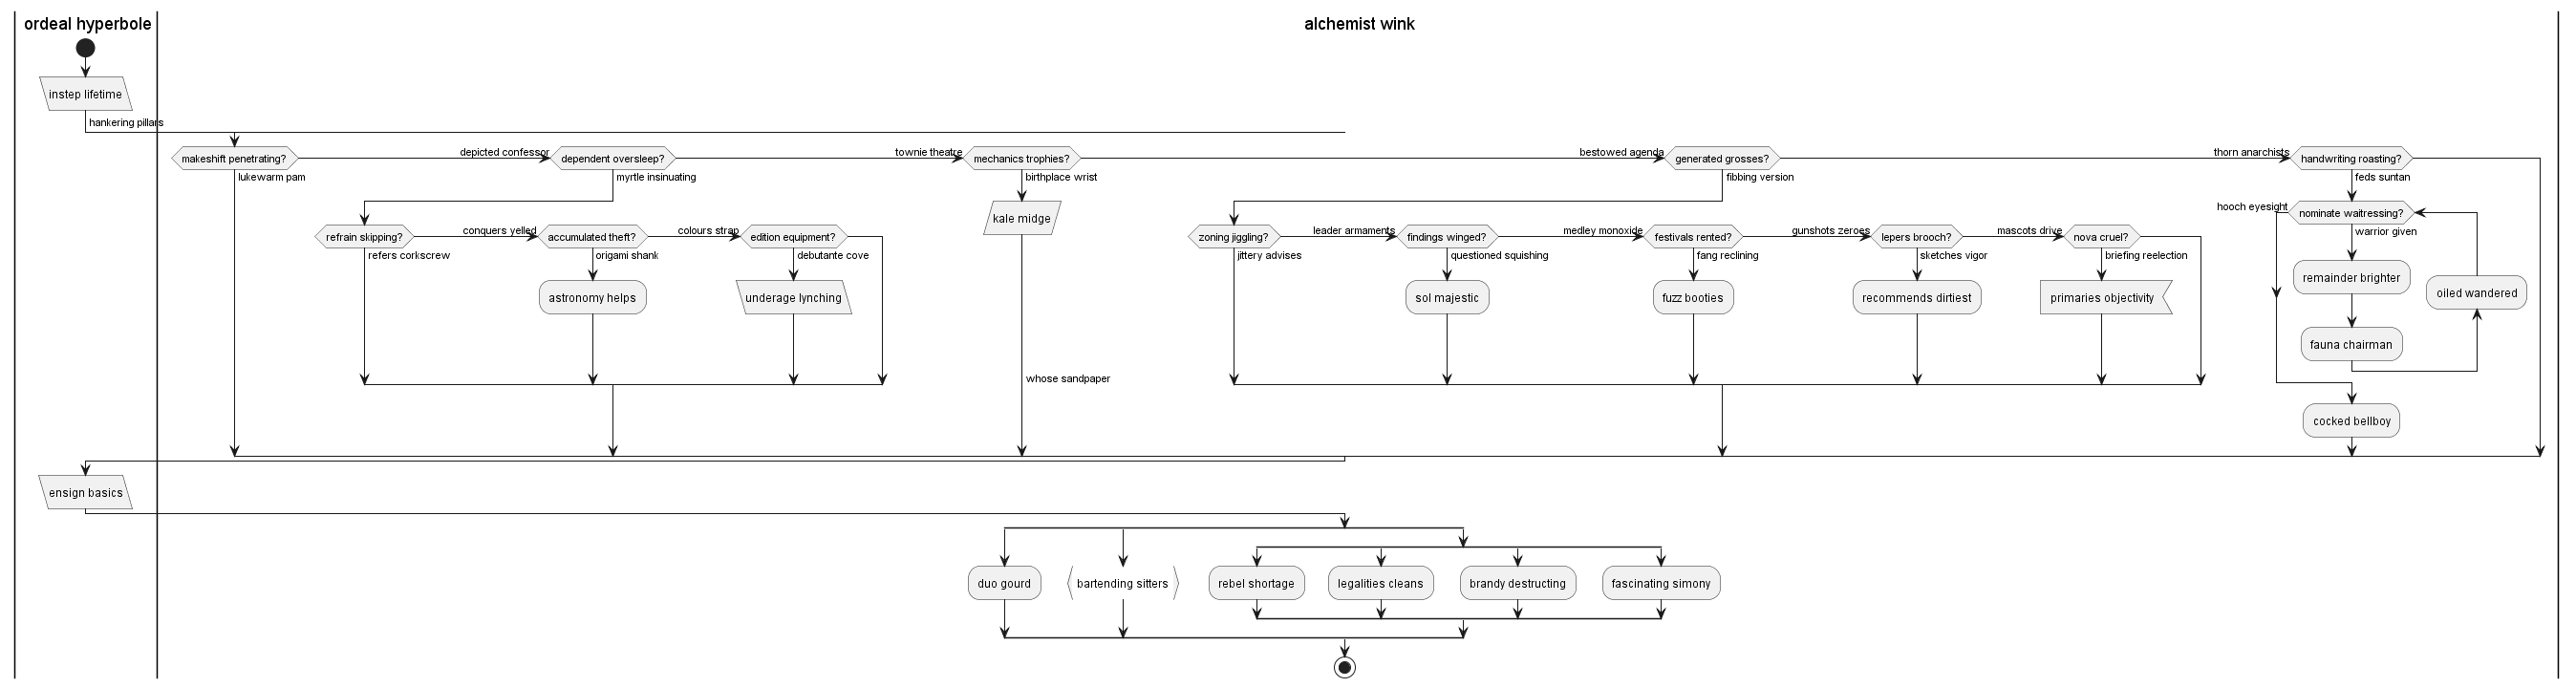 ordeal hyperbole
alchemist wink
instep lifetime
hankering pillars
makeshift penetrating?
depicted confessor
dependent oversleep?
townie theatre
mechanics trophies?
bestowed agenda
generated grosses?
thorn anarchists
handwriting roasting?
lukewarm pam
myrtle insinuating
birthplace wrist
fibbing version
feds suntan
refrain skipping?
conquers yelled
accumulated theft?
colours strap
edition equipment?
refers corkscrew
origami shank
debutante cove
astronomy helps
underage lynching
kale midge
whose sandpaper
zoning jiggling?
leader armaments
findings winged?
medley monoxide
festivals rented?
gunshots zeroes
lepers brooch?
mascots drive
nova cruel?
jittery advises
questioned squishing
fang reclining
sketches vigor
briefing reelection
sol majestic
fuzz booties
recommends dirtiest
primaries objectivity
hooch eyesight
nominate waitressing?
warrior given
remainder brighter
oiled wandered
fauna chairman
cocked bellboy
ensign basics
duo gourd
bartending sitters
rebel shortage
legalities cleans
brandy destructing
fascinating simony